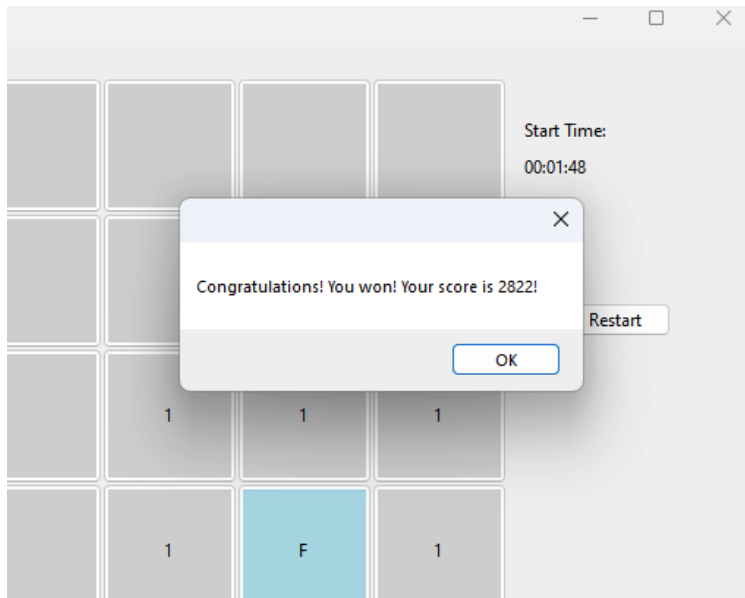 Start Time:
00:01:48
Congratulations! You won! Your score is 2822!
Restart
OK
1 1 1
1 F 1